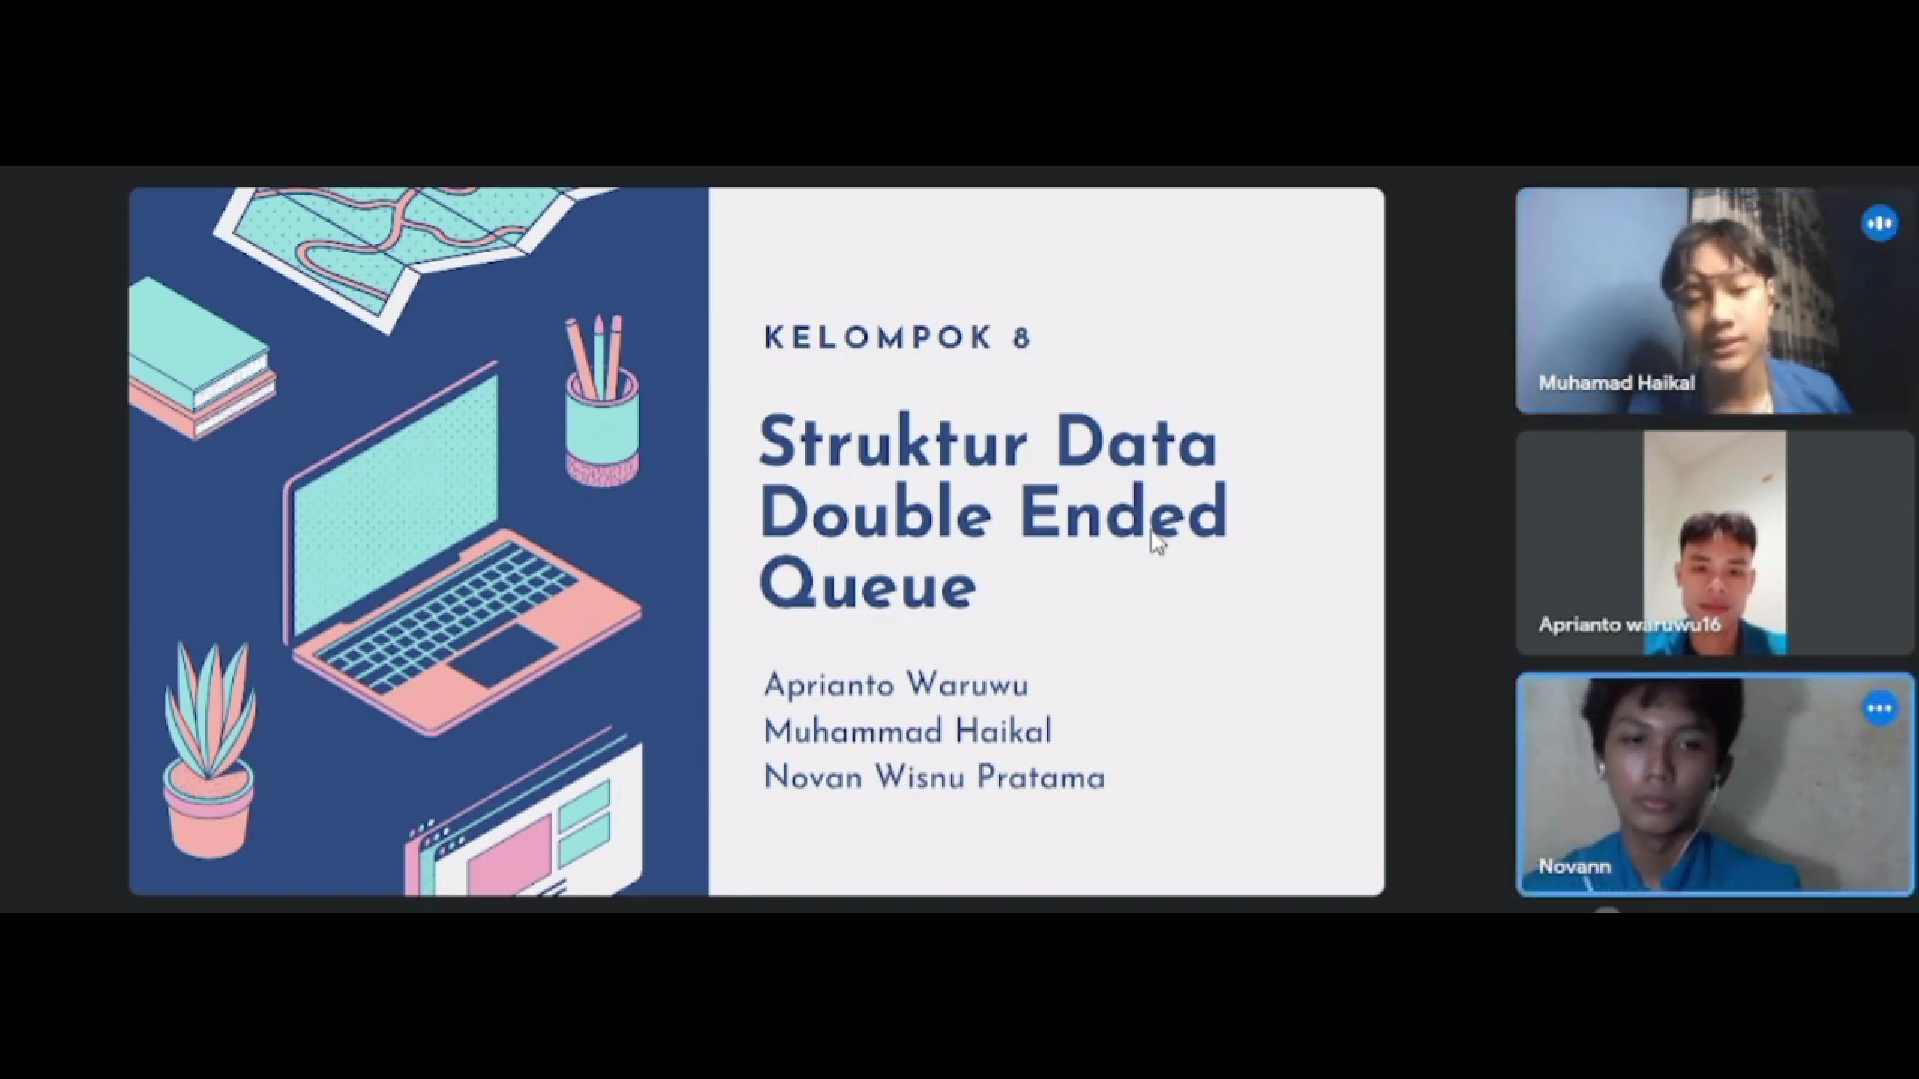 KELOMPOK 8
Struktur Data
Double Ended
Queue
Aprianto Waruwu
Muhammad Haikal
Novan Wisnu Pratama
Muhamad Haikal
Aprianto waruwu16
Novann